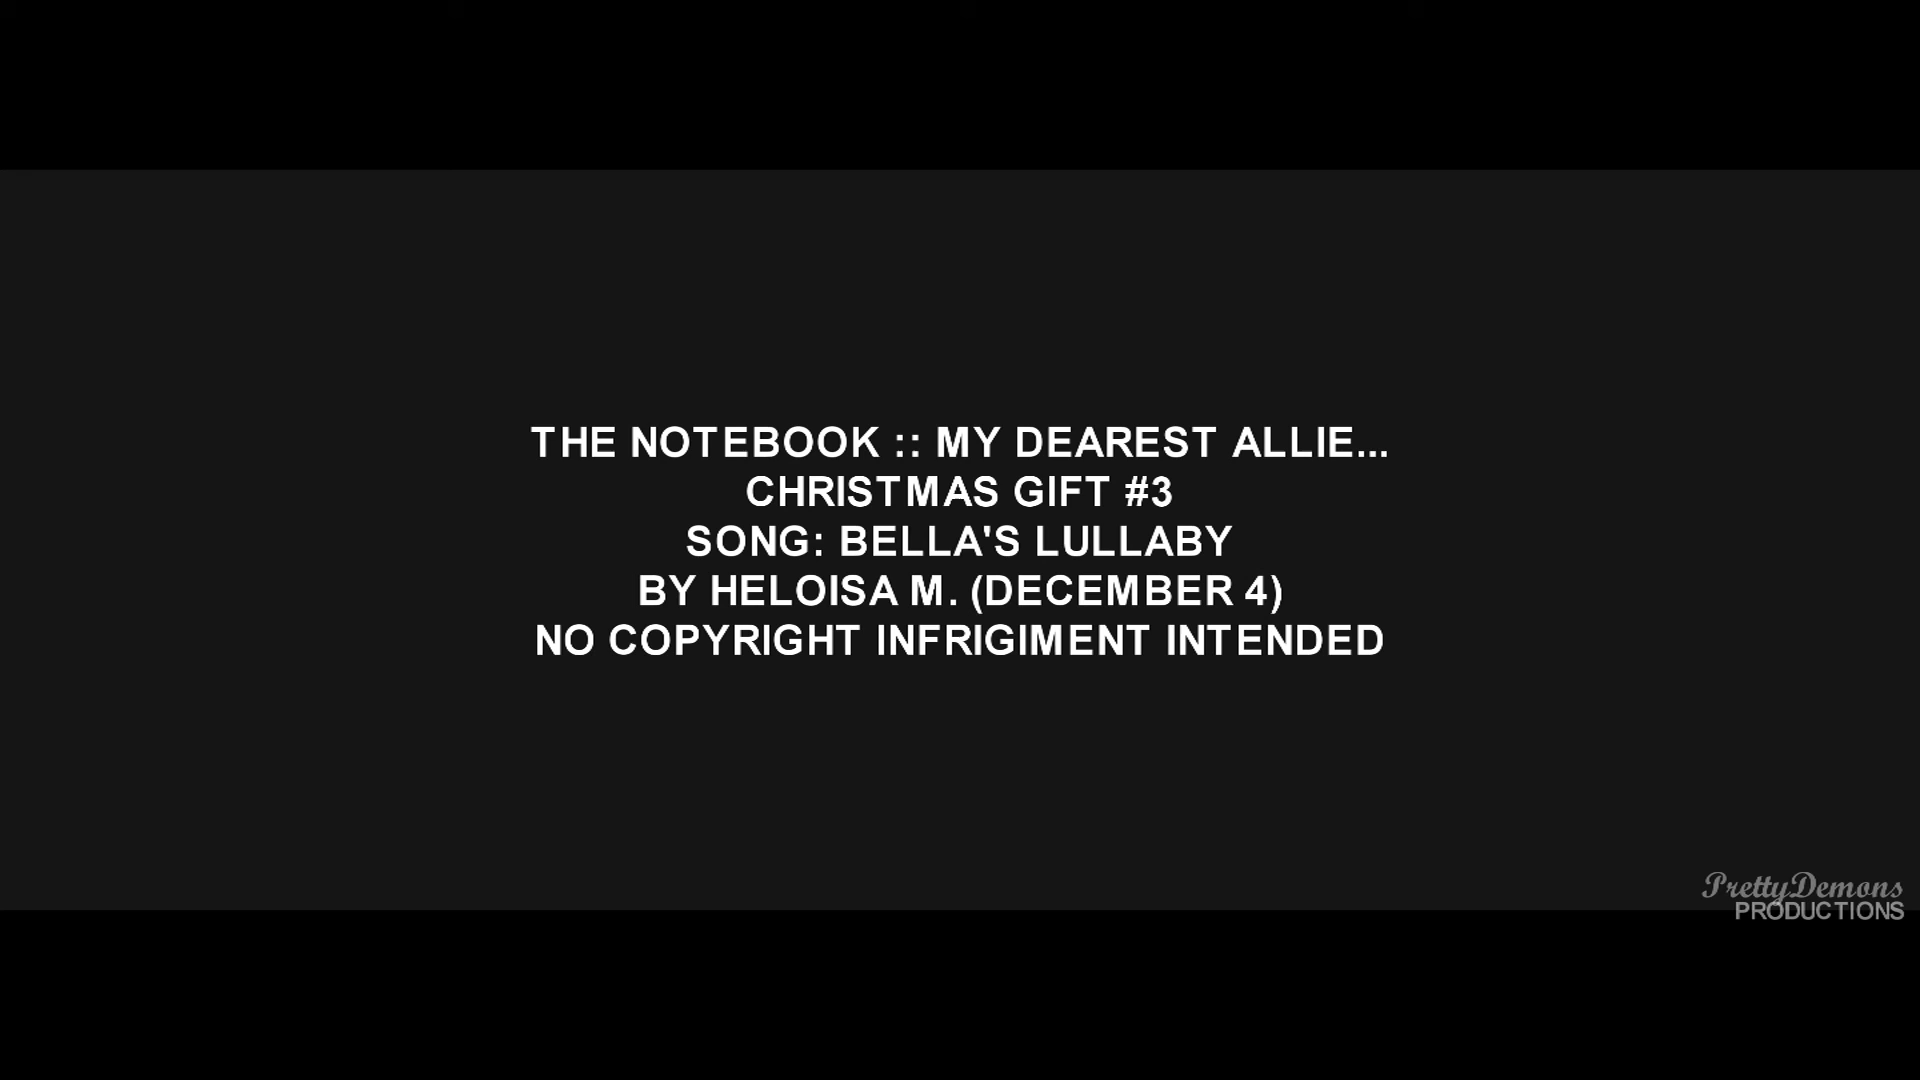 THE NOTEBOOK :: MY DEAREST ALLIE...
CHRISTMAS GIFT #3
SONG: BELLA'S LULLABY
BY HELOISA M. (DECEMBER 4)
NO COPYRIGHT INFRIGIMENT INTENDED
PrettyDemons
PRODUCTIONS